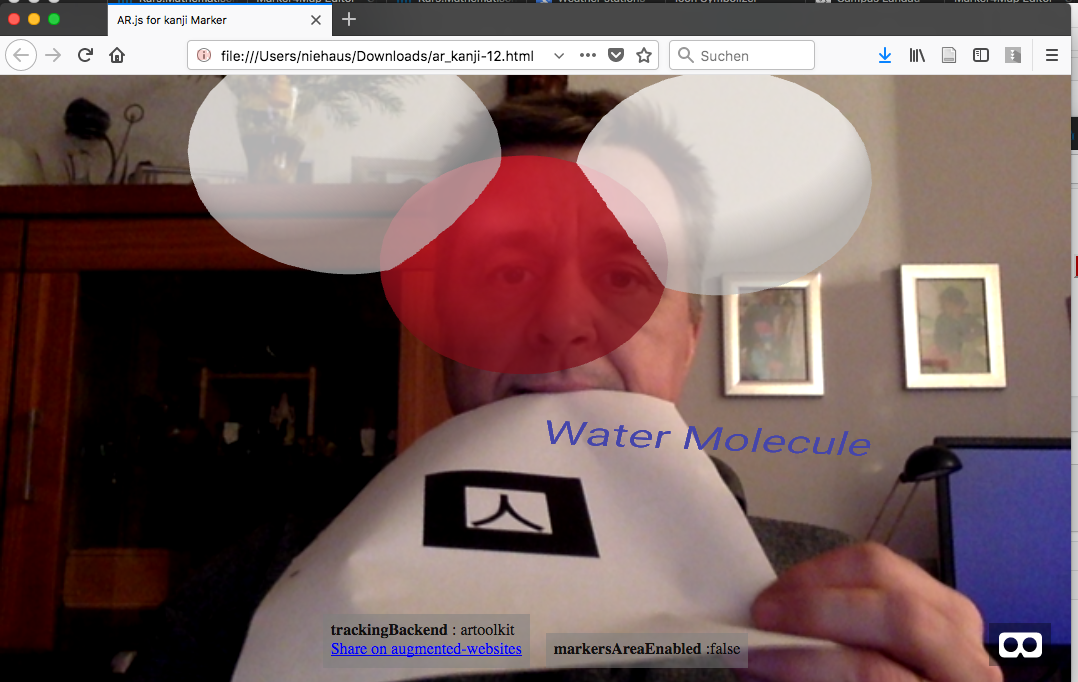 AR.js for kanji Marker
file:///Users/niehaus/Downloads/ar_kanji-12.html
Suchen
Water Molecule
人
trackingBackend : artoolkit
Share on augmented-websites
markersAreaEnabled :false